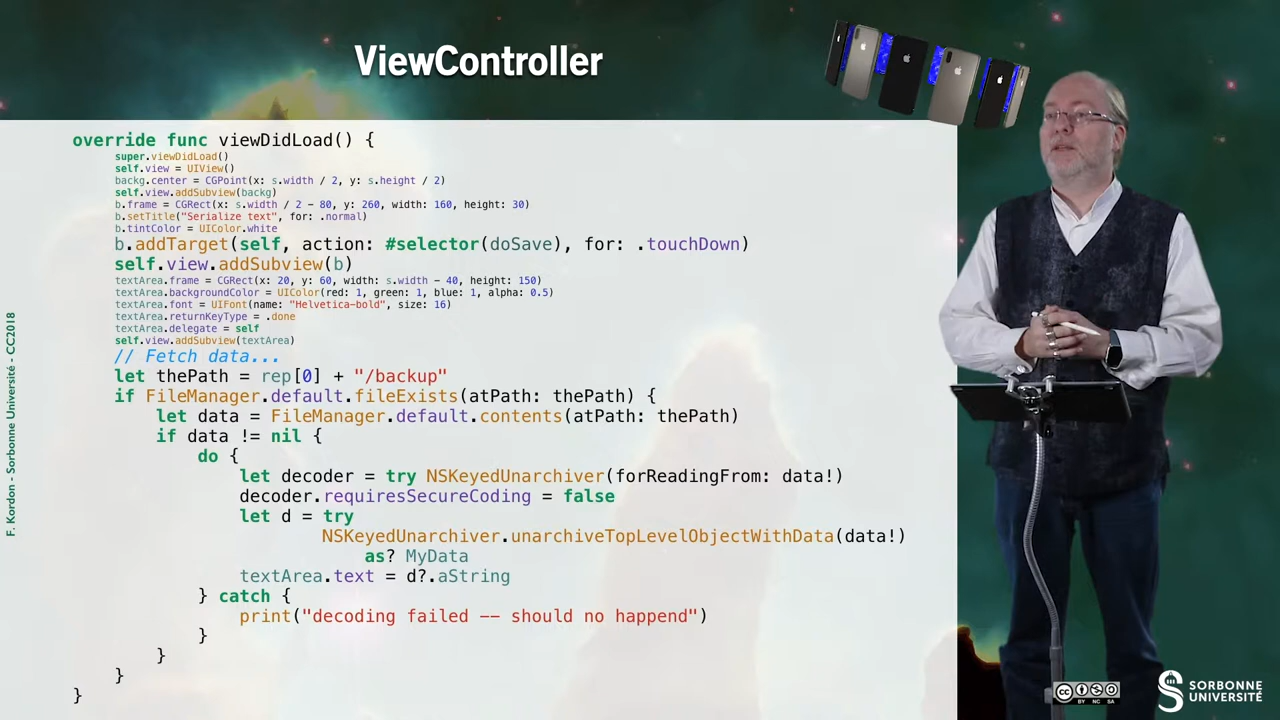 ViewController
override func viewDidLoad() {
super.viewDidLoad()
self.view = UIView()
backg.center = CGPoint(x: s.width / 2, y: s.height / 2)
self.view.addSubview(backg)
b.frame = CGRect(x: s.width / 2 - 80, y: 260, width: 160, height: 30)
b.setTitle("Serialize text", for: .normal)
b.tintColor = UIColor.white
b.addTarget(self, action: #selector(doSave), for: .touchDown)
self.view.addSubview(b)
textArea.frame = CGRect(x: 20, y: 60, width: s.width - 40, height: 150)
textArea.backgroundColor = UIColor(red: 1, green: 1, blue: 1, alpha: 0.5)
textArea.font = UIFont(name: "Helvetica-bold", size: 16)
textArea.returnKeyType = .done
textArea.delegate = self
self.view.addSubview(textArea)
// Fetch data...
let thePath = rep[0] + "/backup"
if FileManager.default.fileExists(atPath: thePath) {
let data = FileManager.default.contents(atPath: thePath)
if data != nil {
do {
let decoder = try NSKeyedUnarchiver(forReadingFrom: data!)
decoder.requiresSecureCoding = false
let d = try
NSKeyedUnarchiver.unarchiveTopLevelObjectWithData(data!)
as? MyData
textArea.text = d?.aString
} catch {
print("decoding failed -- should no happend")
}
}
}
}
F. Kordon - Sorbonne Université - CC2018
cc
BY NC SA
SORBONNE
UNIVERSITÉ